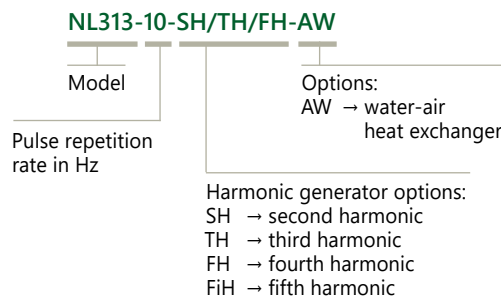 NL313-10-SH/TH/FH-AW
Model
Options:
AW → water-air
heat exchanger
Pulse repetition
rate in Hz
Harmonic generator options:
SH → second harmonic
TH → third harmonic
FH → fourth harmonic
FiH → fifth harmonic